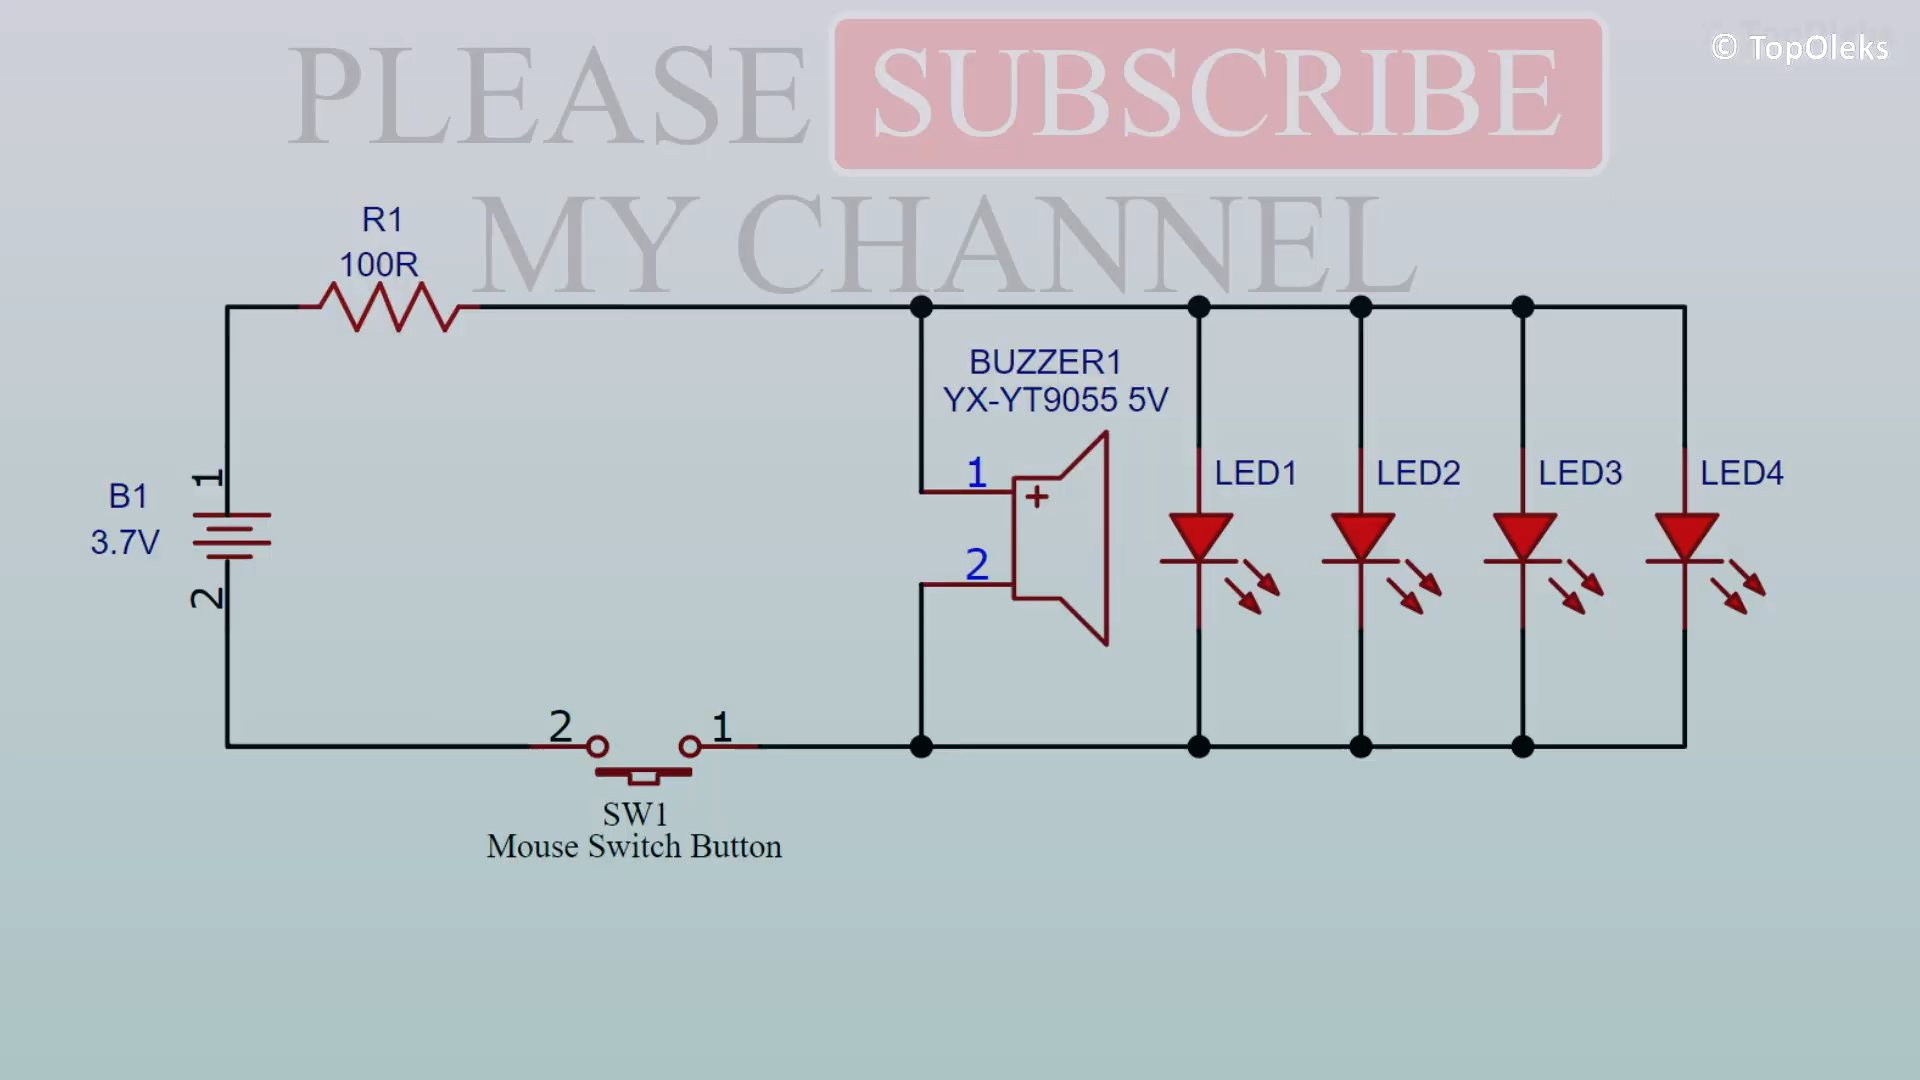 © TopOleks
PLEASE SUBSCRIBE
MY CHANNEL
R1
100R
BUZZER1
YX-YT9055 5V
1
+
2
LED1
LED2
LED3
LED4
1
B1
3.7V
2
2
1
SW1
Mouse Switch Button